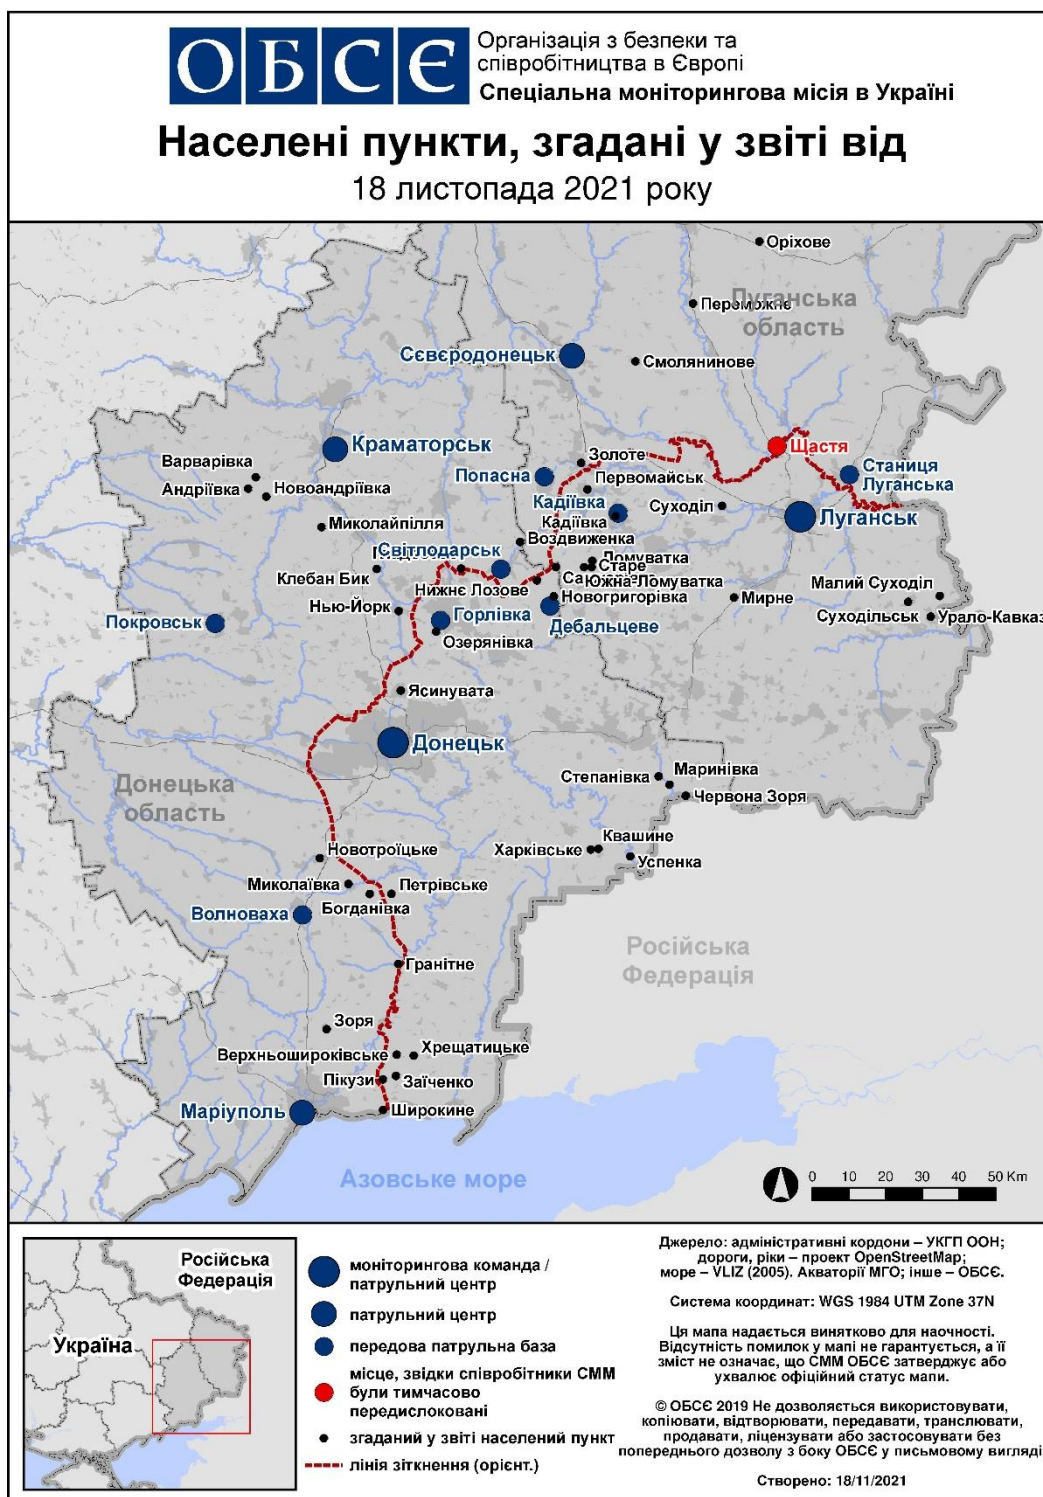 ОБСЄ
Організація з безпеки та
співробітництва в Європі
Спеціальна моніторингова місія в Україні
Населені пункти, згадані у звіті від
18 листопада 2021 року
Оріхове
Переможне
Луганська
область
Сєвєродонецьк
Смолянинове
Краматорськ
Щастя
Золоте
Варварівка
Попасна
Станиця
Луганська
Первомайськ
Андріївка
Новоандріївка
Кадіївка
Суходіл
Кадіївка
Луганськ
Миколайпілля
Воздвиженка
Світлодарськ
Ломуватка
Старе
Клебан Бик
Нижнє Лозове
Южна-Ломуватка
Малий Суходіл
Новогригорівка
Мирне
Нью-Йорк
Горлівка
Суходільськ
Урало-Кавказ
Покровськ
Дебальцеве
Озерянівка
Ясинувата
Донецьк
Степанівка
Маринівка
Донецька
область
Червона Зоря
Квашине
Харківське
Новотроїцьке
Успенка
Миколаївка
Петрівське
Богданівка
Волноваха
Російська
Федерація
Гранітне
Зоря
Верхньошироківське
Хрещатицьке
Пікузи
Заїченко
Маріуполь
Широкине
Азовське море
0 10 20 30 40 50 Km
Російська
Федерація
Україна
моніторингова команда /
патрульний центр
патрульний центр
передова патрульна база
місце, звідки співробітники СММ
були тимчасово
передислоковані
згаданий у звіті населений пункт
лінія зіткнення (орієнт.)
Джерело: адміністративні кордони – УКГП ООН;
дороги, ріки – проект OpenStreetMap;
море – VLIZ (2005). Акваторії МГО; інше – ОБСЄ.
Система координат: WGS 1984 UTM Zone 37N
Ця мапа надається винятково для наочності.
Відсутність помилок у мапі не гарантується, а її
зміст не означає, що СММ ОБСЄ затверджує або
ухвалює офіційний статус мапи.
© ОБСЄ 2019 Не дозволяється використовувати,
копіювати, відтворювати, передавати, транслювати,
продавати, ліцензувати або застосовувати без
попереднього дозволу з боку ОБСЄ у письмовому вигляді
Створено: 18/11/2021